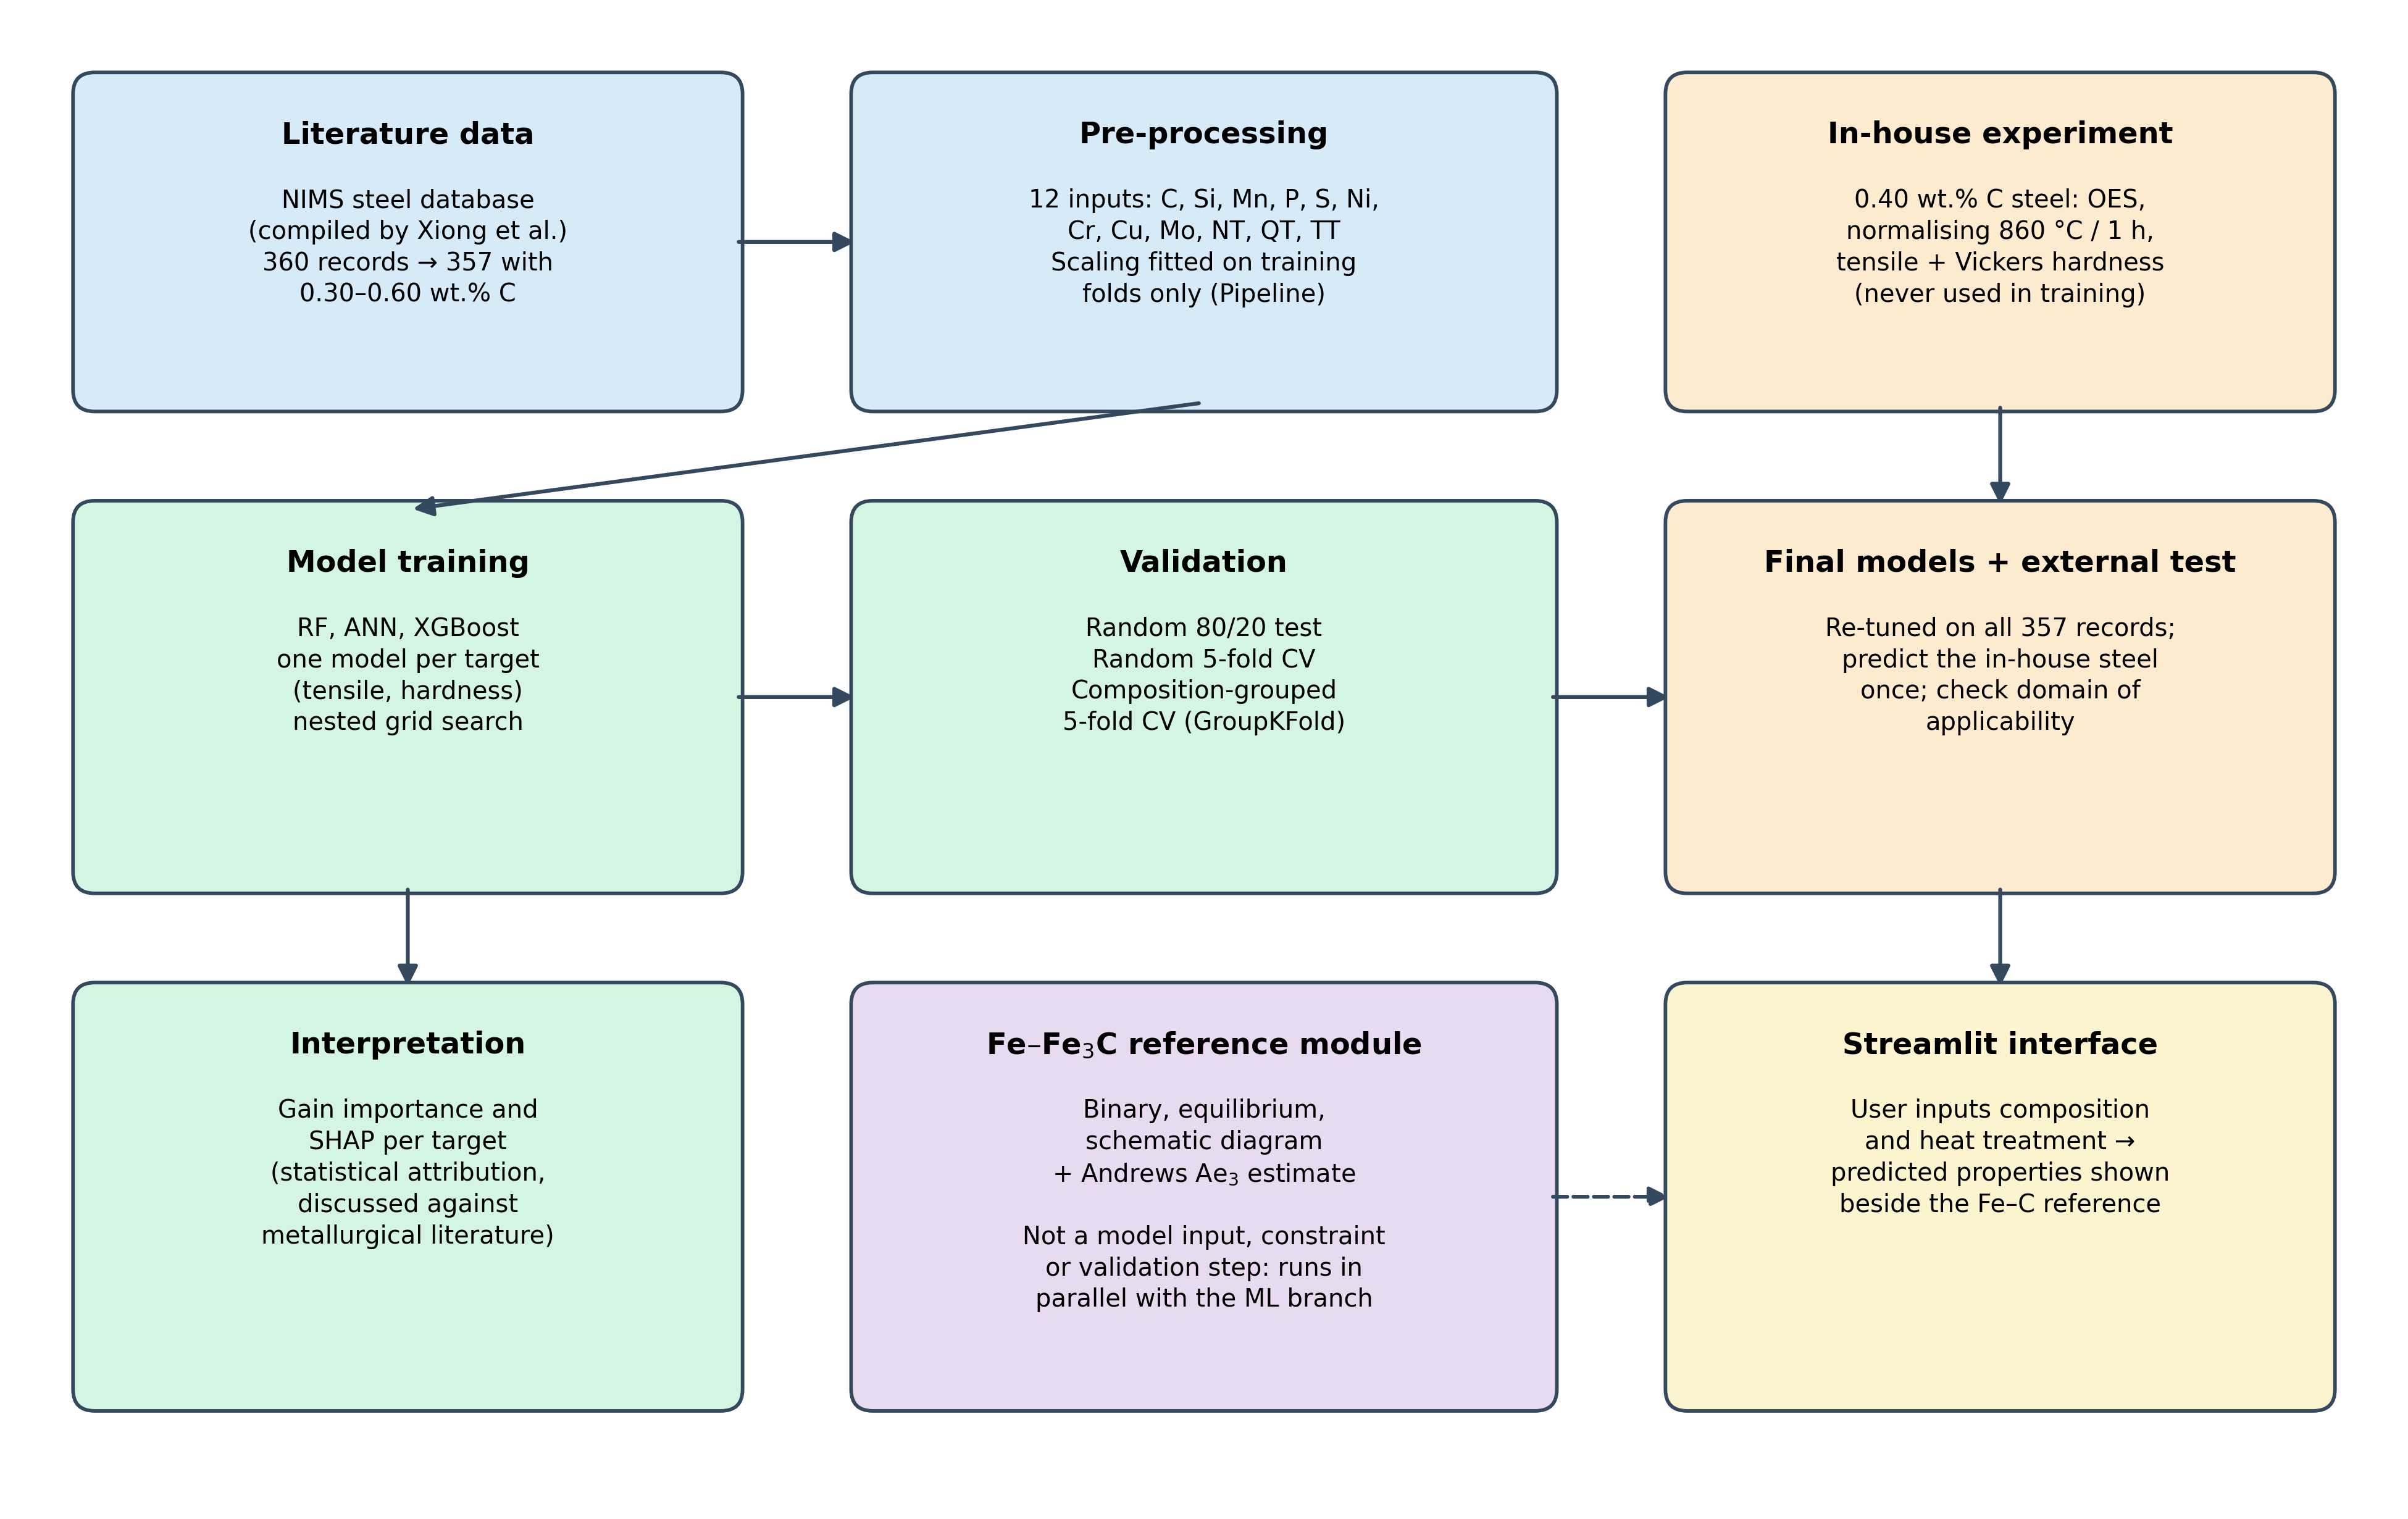 Literature data
NIMS steel database
(compiled by Xiong et al.)
360 records → 357 with
0.30–0.60 wt.% C
Pre-processing
12 inputs: C, Si, Mn, P, S, Ni,
Cr, Cu, Mo, NT, QT, TT
Scaling fitted on training
folds only (Pipeline)
In-house experiment
0.40 wt.% C steel: OES,
normalising 860 °C / 1 h,
tensile + Vickers hardness
(never used in training)
Model training
RF, ANN, XGBoost
one model per target
(tensile, hardness)
nested grid search
Validation
Random 80/20 test
Random 5-fold CV
Composition-grouped
5-fold CV (GroupKFold)
Final models + external test
Re-tuned on all 357 records;
predict the in-house steel
once; check domain of
applicability
Interpretation
Gain importance and
SHAP per target
(statistical attribution,
discussed against
metallurgical literature)
Fe–Fe₃C reference module
Binary, equilibrium,
schematic diagram
+ Andrews Ae₃ estimate
Not a model input, constraint
or validation step: runs in
parallel with the ML branch
Streamlit interface
User inputs composition
and heat treatment →
predicted properties shown
beside the Fe–C reference